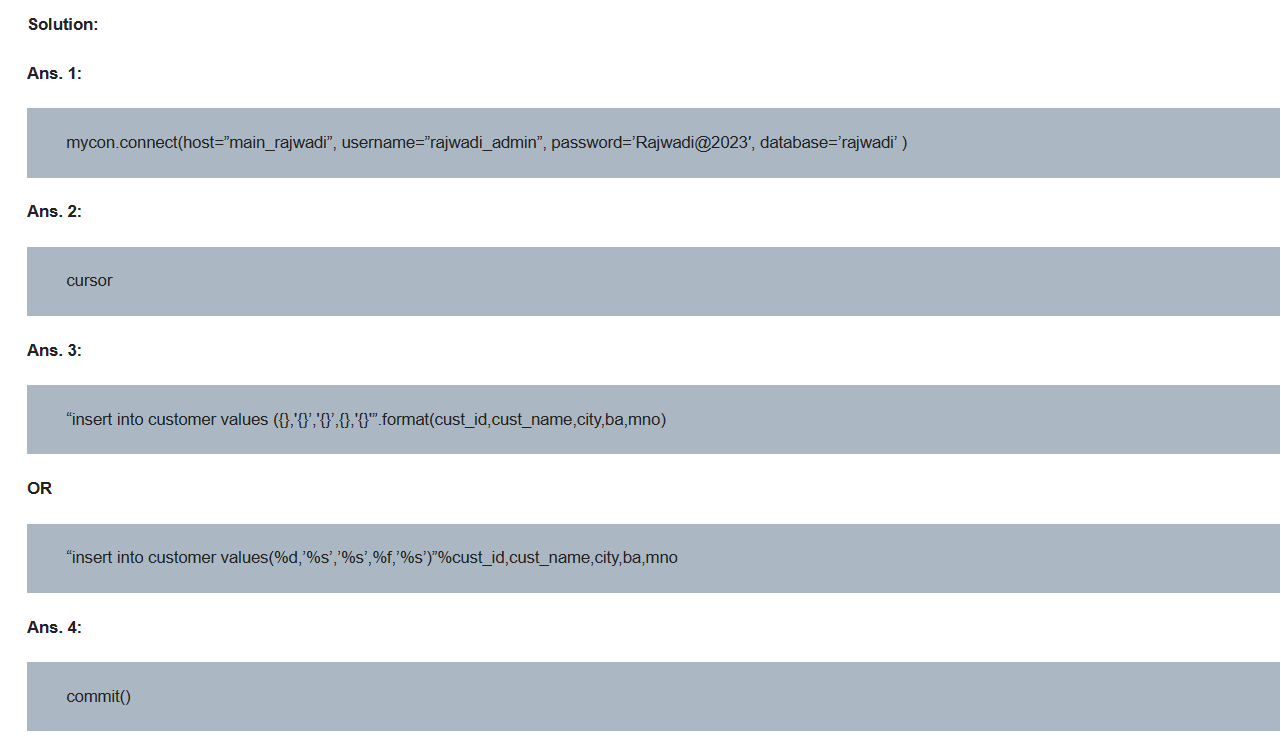 Solution:
Ans. 1:
mycon.connect(host=”main_rajwadi”, username=”rajwadi_admin”, password=’Rajwadi@2023′, database=’rajwadi’ )
Ans. 2:
cursor
Ans. 3:
“insert into customer values ({},'{}’,'{}’,{},'{}'”.format(cust_id,cust_name,city,ba,mno)
OR
“insert into customer values(%d,’%s’,’%s’,%f,’%s’)”%cust_id,cust_name,city,ba,mno
Ans. 4:
commit()